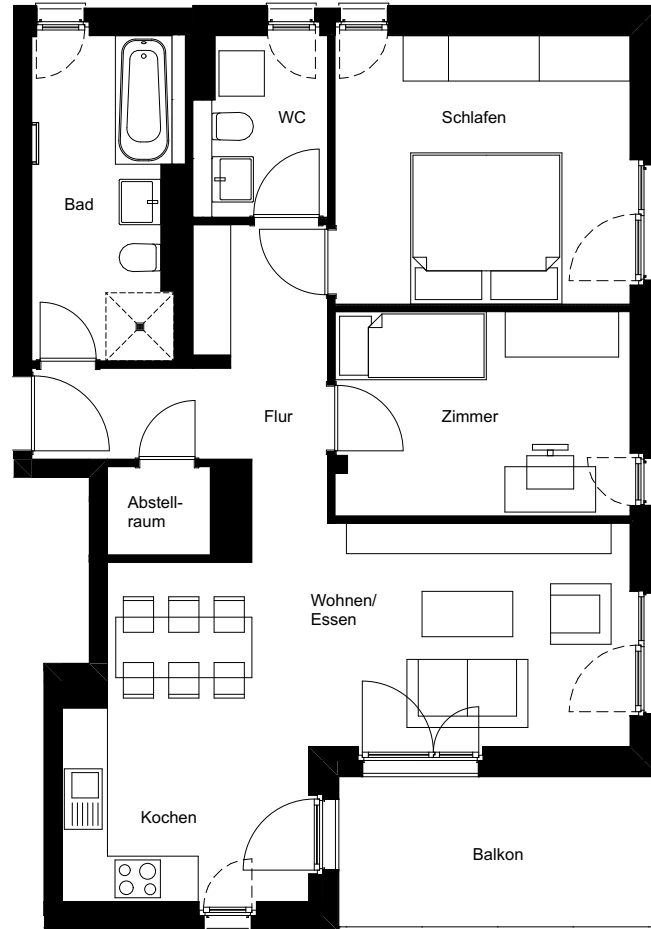 WC
Schlafen
Bad
Flur
Zimmer
Abstell-
raum
Wohnen/
Essen
Kochen
Balkon